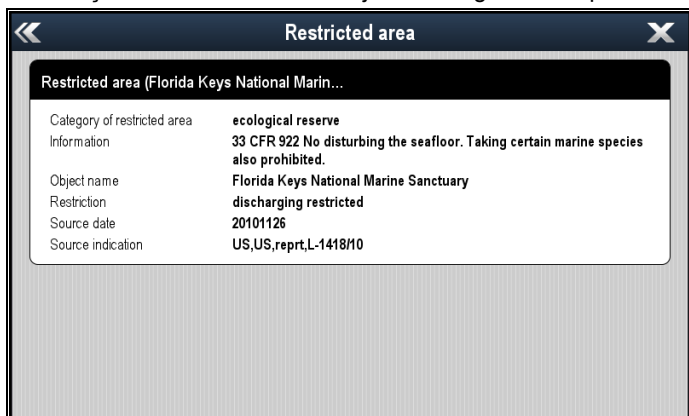 Restricted area
Restricted area (Florida Keys National Marin...
Category of restricted area ecological reserve
Information 33 CFR 922 No disturbing the seafloor. Taking certain marine species
also prohibited.
Object name Florida Keys National Marine Sanctuary
Restriction discharging restricted
Source date 20101126
Source indication US,US,reprt,L-1418/10